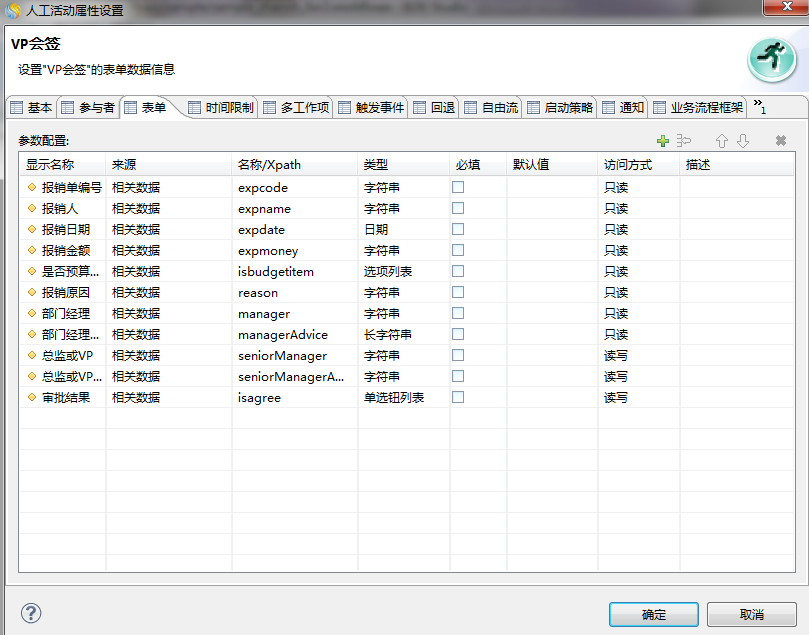 人工活动属性设置
VP会签
设置"VP会签"的表单数据信息
基本 参与者 表单 时间限制 多工作项 触发事件 回退 自由流 启动策略 通知 业务流程框架 »1
参数配置:
显示名称 来源 名称/Xpath 类型 必填 默认值 访问方式 描述
报销单编号 相关数据 expcode 字符串 只读
报销人 相关数据 expname 字符串 只读
报销日期 相关数据 expdate 日期 只读
报销金额 相关数据 expmoney 字符串 只读
是否预算... 相关数据 isbudgetitem 选项列表 只读
报销原因 相关数据 reason 字符串 只读
部门经理 相关数据 manager 字符串 只读
部门经理... 相关数据 managerAdvice 长字符串 只读
总监或VP 相关数据 seniorManager 字符串 读写
总监或VP... 相关数据 seniorManagerA... 字符串 读写
审批结果 相关数据 isagree 单选钮列表 读写
确定 取消